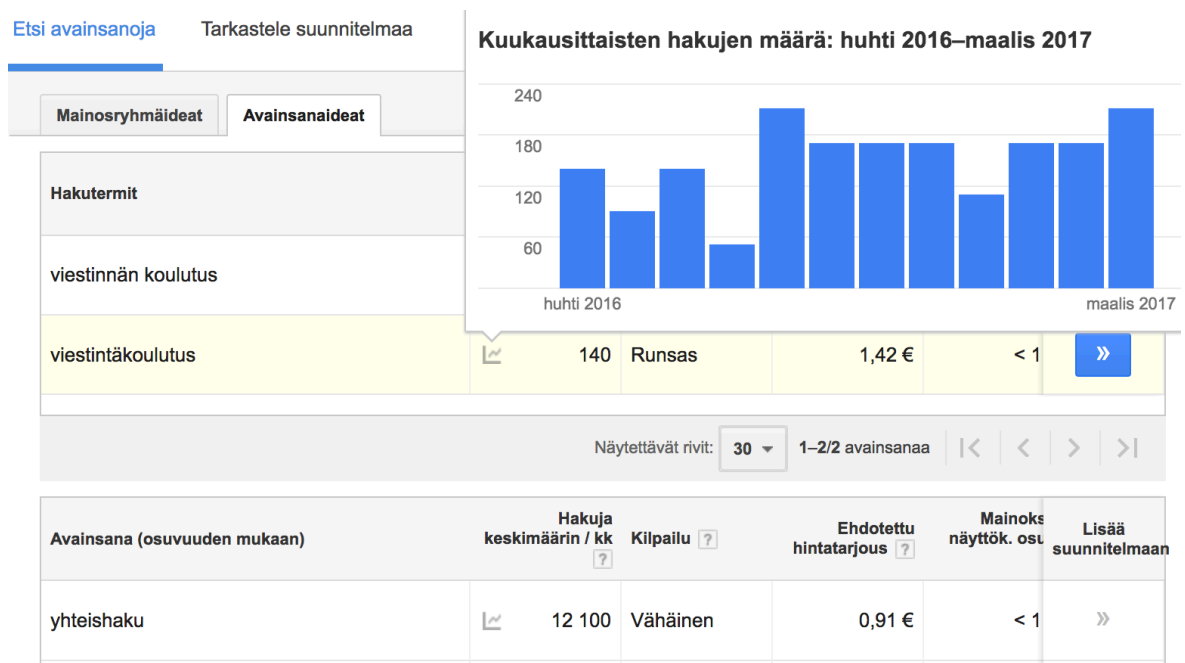 Etsi avainsanoja
Tarkastele suunnitelmaa
Kuukausittaisten hakujen määrä: huhti 2016–maalis 2017
240
180
120
60
huhti 2016
maalis 2017
Mainosryhmäideat
Avainsanaideat
Hakutermit
viestinnän koulutus
viestintäkoulutus 140 Runsas 1,42 € < 1 »
Näytettävät rivit: 30 1–2/2 avainsanaa
Avainsana (osuvuuden mukaan)
Hakuja
keskimäärin / kk
?
Kilpailu ?
Ehdotettu
hintatarjous ?
Mainoks
näyttök. osu
Lisää
suunnitelmaan
yhteishaku 12 100 Vähäinen 0,91 € < 1 »